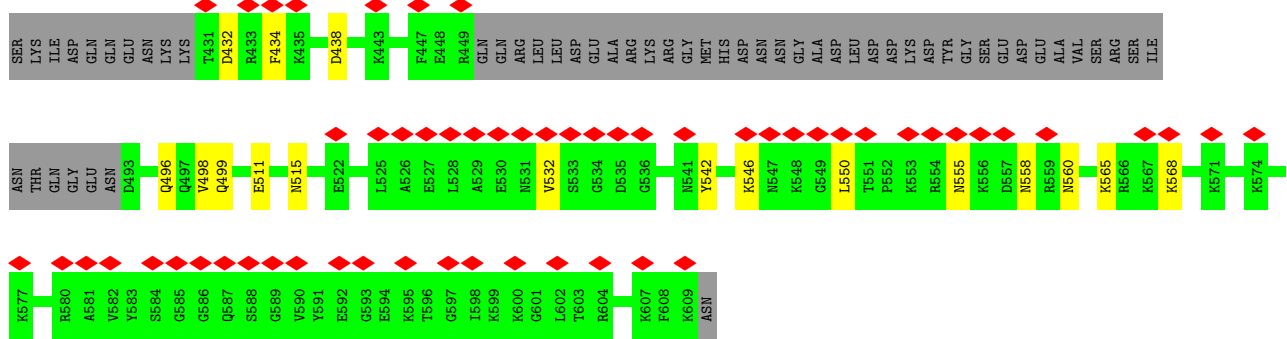 SER LYS ILE ASP GLN GLN GLU ASN LYS LYS T431 D432 R433 F434 K435 D438 K443 F447 E448 R449 GLN GLN ARG LEU LEU ASP GLU ALA ARG LYS ARG GLY MET HIS ASP ASN ASN GLY ALA ASP LEU ASP ASP LYS ASP TYR GLY SER GLU ASP GLU ALA VAL SER ARG SER ILE
ASN THR GLN GLY GLU ASN D493 Q496 Q497 V498 Q499 E511 N515 E522 L525 A526 E527 L528 A529 E530 N531 V532 S533 G534 D535 G536 N541 Y542 K546 N547 K548 G549 L550 T551 P552 K553 R554 N555 K556 D557 N558 R559 N560 K565 R566 K567 K568 K571 K574
K577 R580 A581 V582 Y583 S584 G585 G586 Q587 S588 G589 V590 Y591 E592 G593 E594 K595 T596 G597 I598 K599 K600 G601 L602 T603 R604 K607 F608 K609 ASN